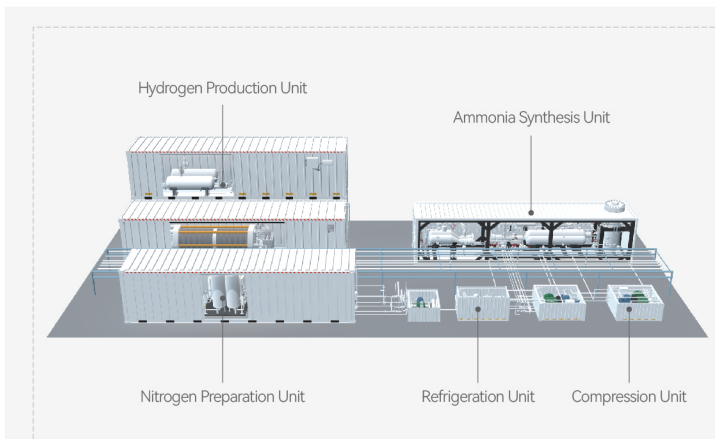 Hydrogen Production Unit
Ammonia Synthesis Unit
Nitrogen Preparation Unit
Refrigeration Unit
Compression Unit